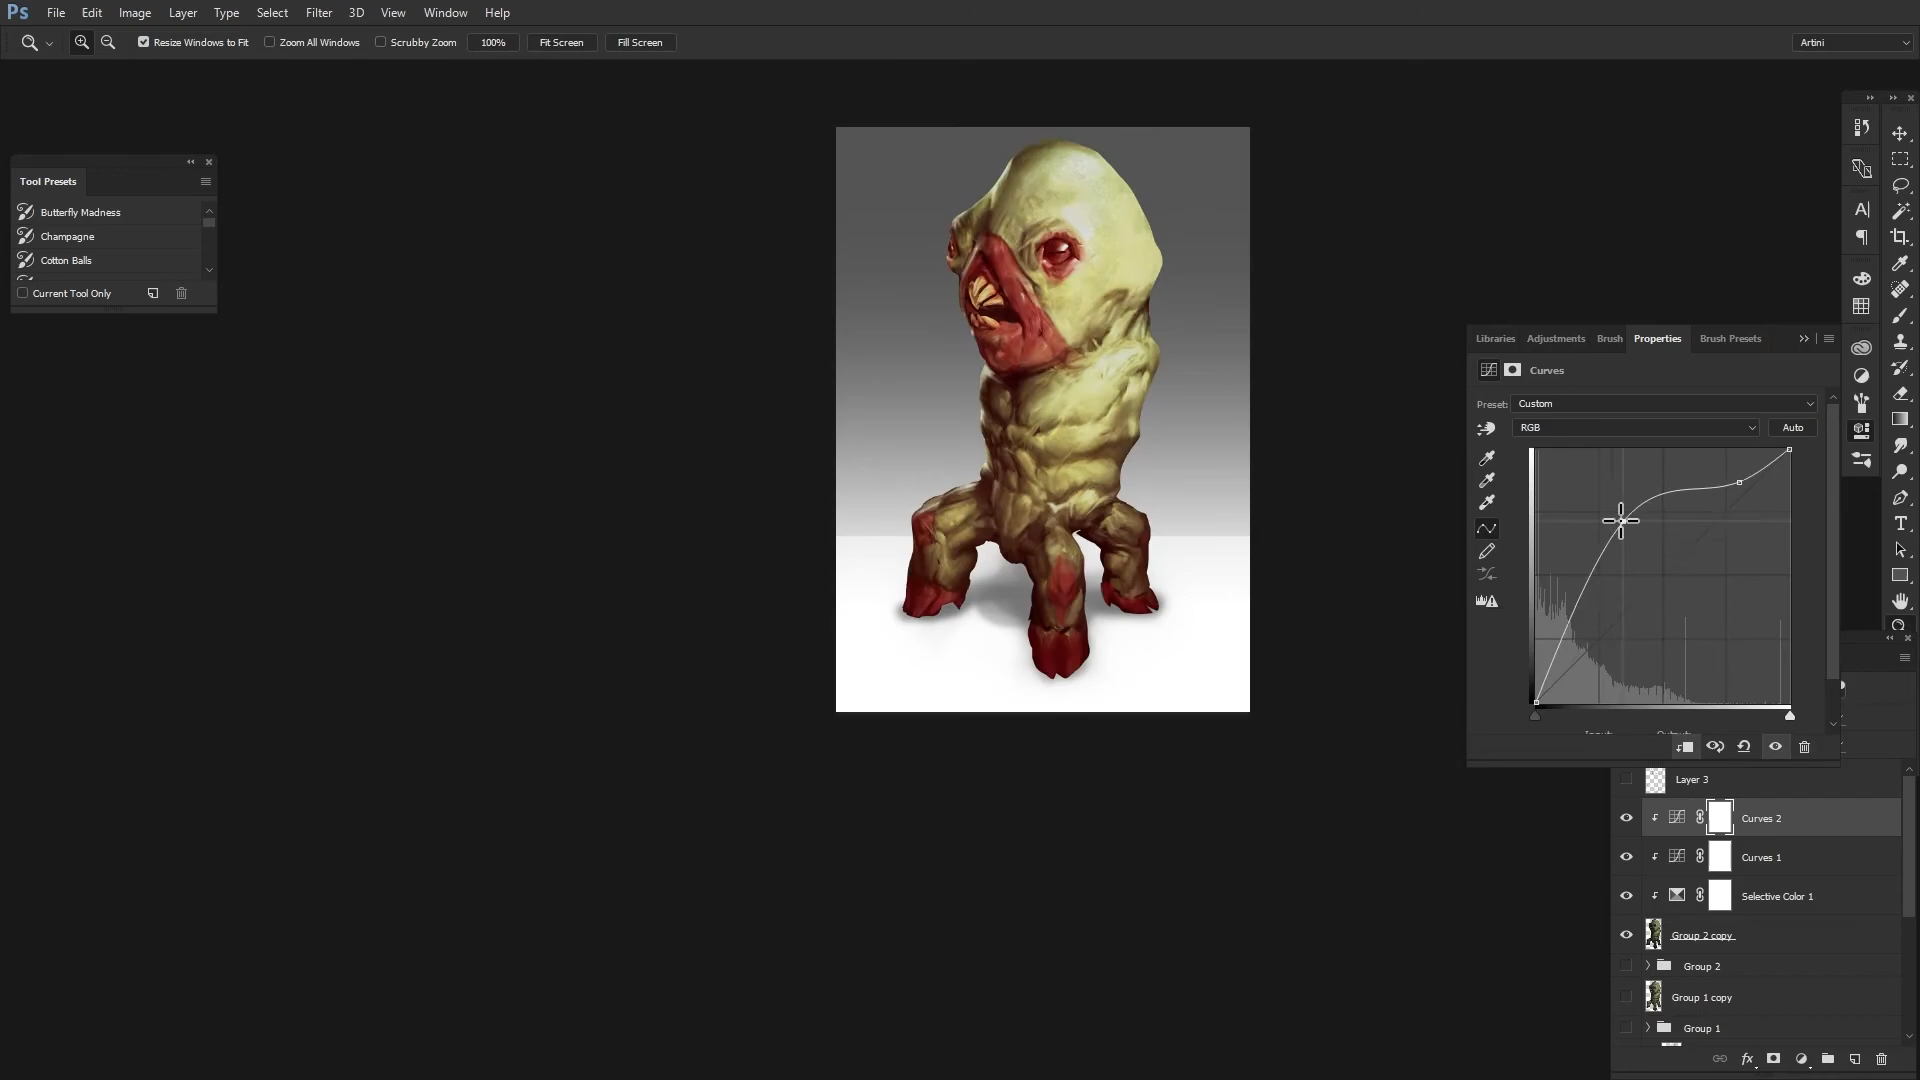 Ps File Edit Image Layer Type Select Filter 3D View Window Help
Resize Windows to Fit Zoom All Windows Scrubby Zoom 100% Fit Screen Fill Screen Artini
Tool Presets
Butterfly Madness
Champagne
Cotton Balls
Current Tool Only
Libraries Adjustments Brush Properties Brush Presets
Curves
Preset: Custom
RGB Auto
Input: Output:
Layer 3
Curves 2
Curves 1
Selective Color 1
Group 2 copy
Group 2
Group 1 copy
Group 1
fx